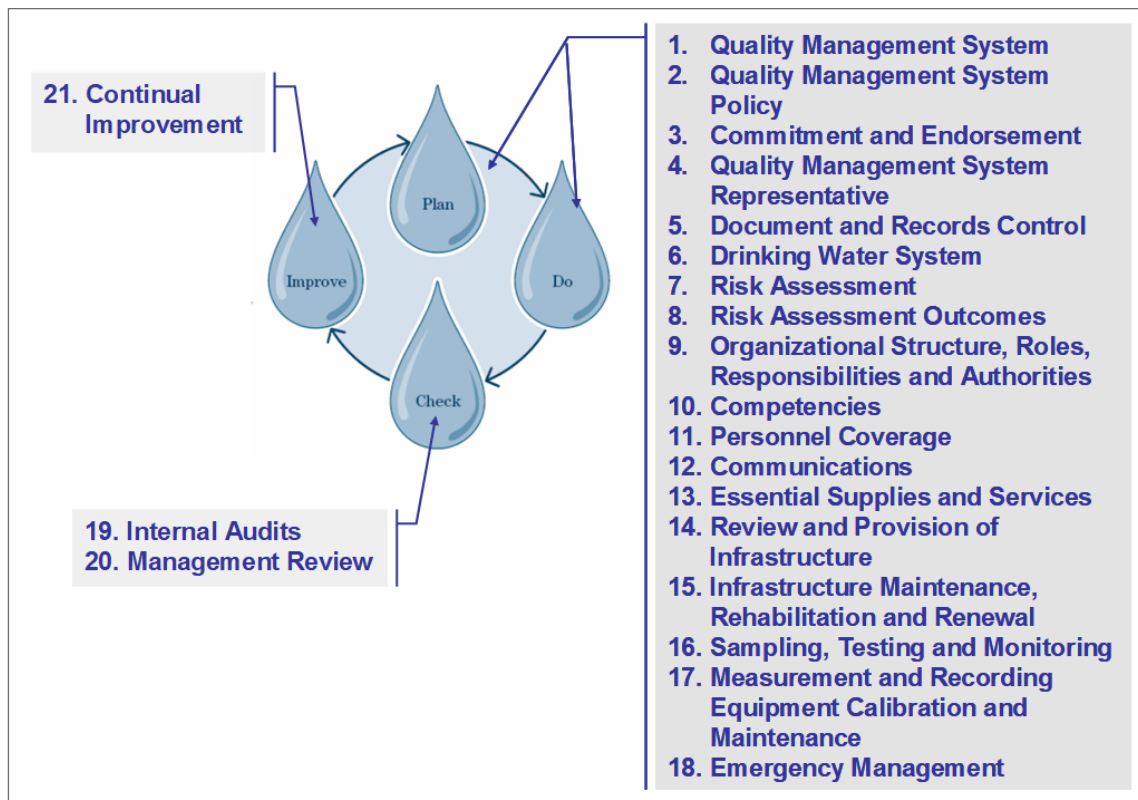 21. Continual
Improvement
Plan
Improve
Do
Check
19. Internal Audits
20. Management Review
1. Quality Management System
2. Quality Management System
Policy
3. Commitment and Endorsement
4. Quality Management System
Representative
5. Document and Records Control
6. Drinking Water System
7. Risk Assessment
8. Risk Assessment Outcomes
9. Organizational Structure, Roles,
Responsibilities and Authorities
10. Competencies
11. Personnel Coverage
12. Communications
13. Essential Supplies and Services
14. Review and Provision of
Infrastructure
15. Infrastructure Maintenance,
Rehabilitation and Renewal
16. Sampling, Testing and Monitoring
17. Measurement and Recording
Equipment Calibration and
Maintenance
18. Emergency Management